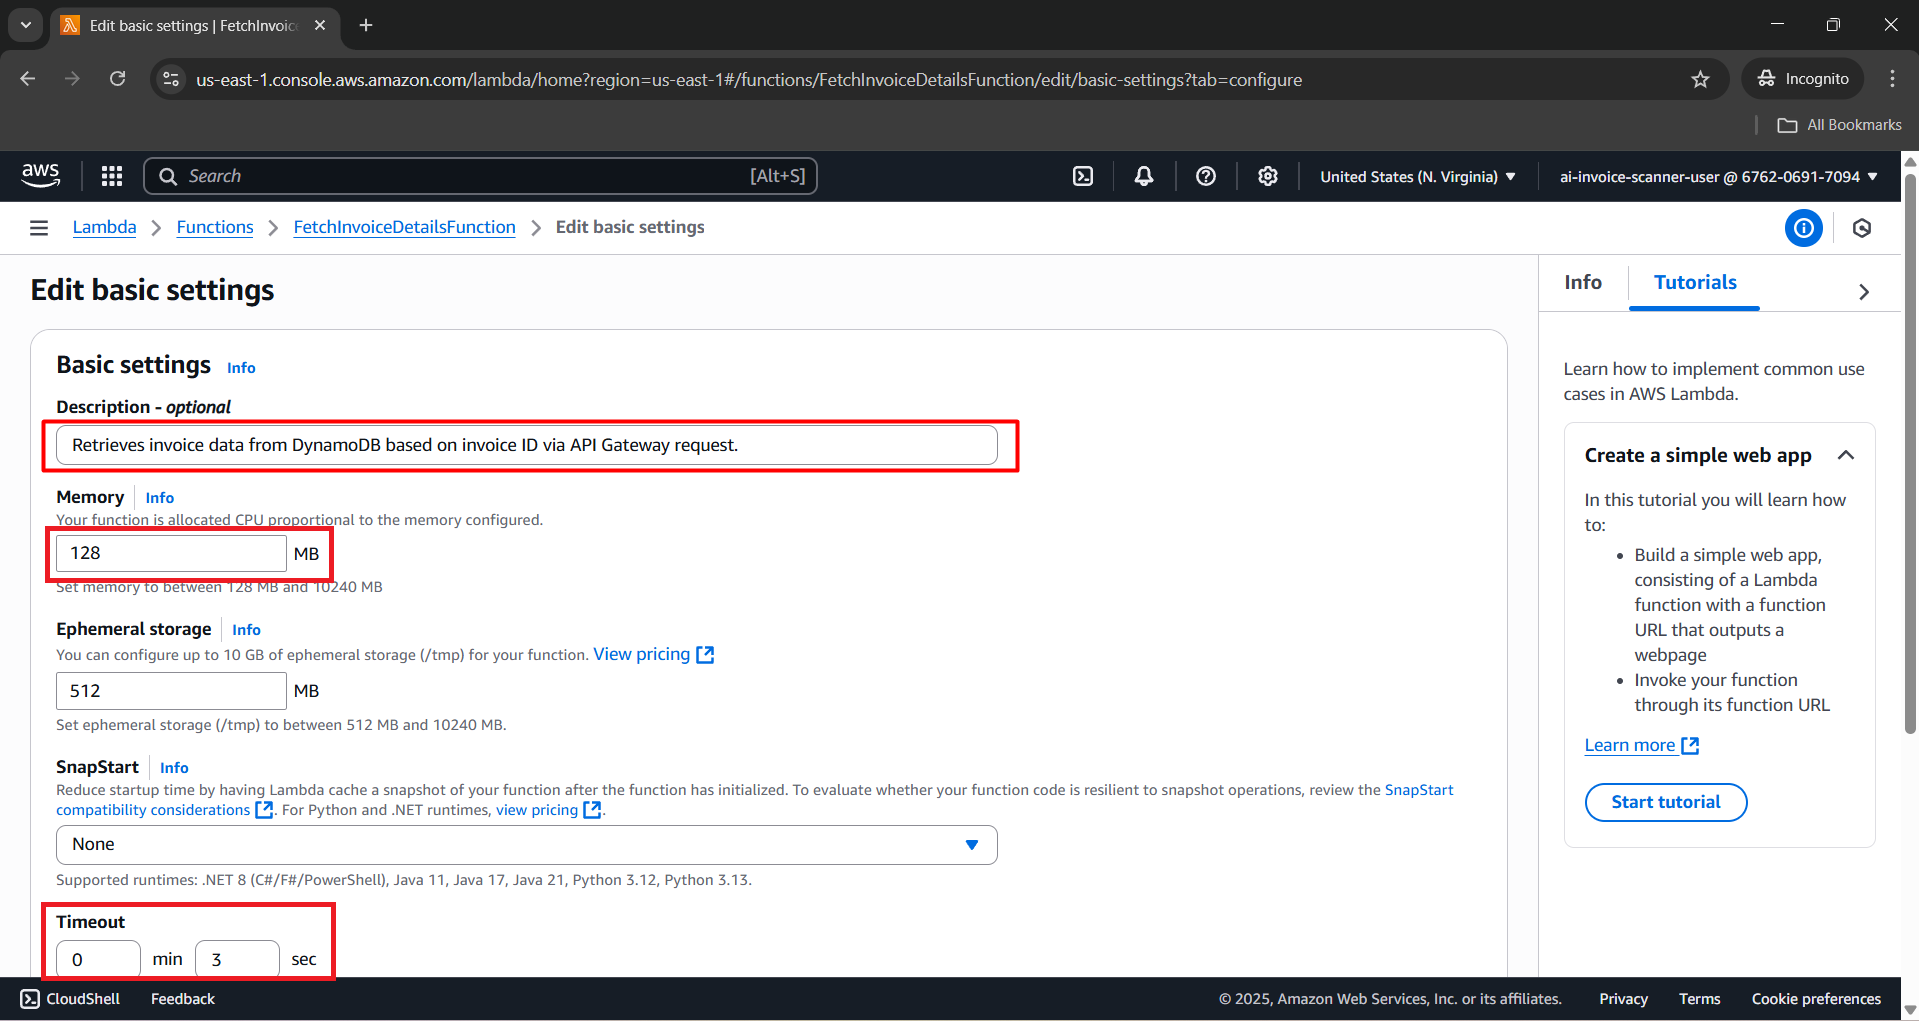 Edit basic settings | FetchInvoic
us-east-1.console.aws.amazon.com/lambda/home?region=us-east-1#/functions/FetchInvoiceDetailsFunction/edit/basic-settings?tab=configure
Incognito
All Bookmarks
aws
Search
[Alt+S]
United States (N. Virginia)
ai-invoice-scanner-user @ 6762-0691-7094
Lambda
Functions
FetchInvoiceDetailsFunction
Edit basic settings
Edit basic settings
Basic settings Info
Description - optional
Retrieves invoice data from DynamoDB based on invoice ID via API Gateway request.
Memory Info
Your function is allocated CPU proportional to the memory configured.
128 MB
Set memory to between 128 MB and 10240 MB
Ephemeral storage Info
You can configure up to 10 GB of ephemeral storage (/tmp) for your function. View pricing
512 MB
Set ephemeral storage (/tmp) to between 512 MB and 10240 MB.
SnapStart Info
Reduce startup time by having Lambda cache a snapshot of your function after the function has initialized. To evaluate whether your function code is resilient to snapshot operations, review the SnapStart
compatibility considerations . For Python and .NET runtimes, view pricing .
None
Supported runtimes: .NET 8 (C#/F#/PowerShell), Java 11, Java 17, Java 21, Python 3.12, Python 3.13.
Timeout
0 min 3 sec
Info
Tutorials
Learn how to implement common use
cases in AWS Lambda.
Create a simple web app
In this tutorial you will learn how
to:
• Build a simple web app,
consisting of a Lambda
function with a function
URL that outputs a
webpage
• Invoke your function
through its function URL
Learn more
Start tutorial
CloudShell
Feedback
© 2025, Amazon Web Services, Inc. or its affiliates.
Privacy
Terms
Cookie preferences